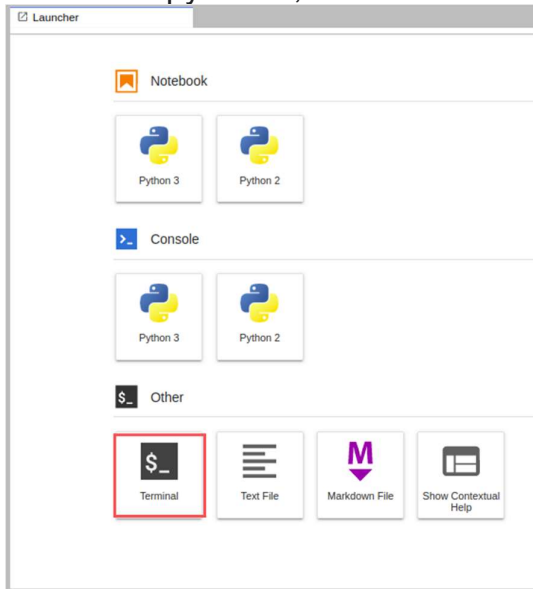 Launcher
Notebook
Python 3
Python 2
Console
Python 3
Python 2
$_ Other
$_
Terminal
Text File
Markdown File
Show Contextual
Help